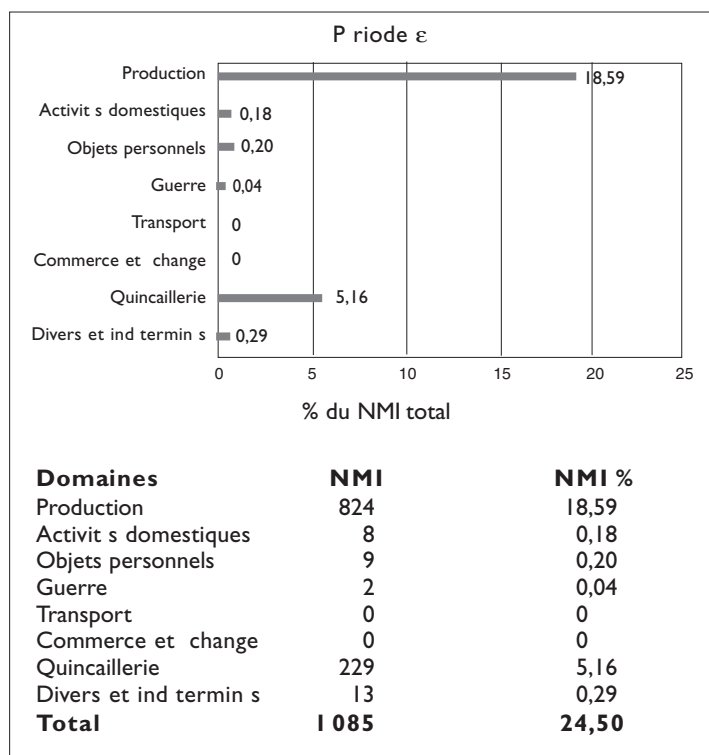 P riode ε
Production 18,59
Activit s domestiques 0,18
Objets personnels 0,20
Guerre 0,04
Transport 0
Commerce et change 0
Quincaillerie 5,16
Divers et ind termin s 0,29
0 5 10 15 20 25
% du NMI total
Domaines NMI NMI %
Production 824 18,59
Activit s domestiques 8 0,18
Objets personnels 9 0,20
Guerre 2 0,04
Transport 0 0
Commerce et change 0 0
Quincaillerie 229 5,16
Divers et ind termin s 13 0,29
Total 1 085 24,50